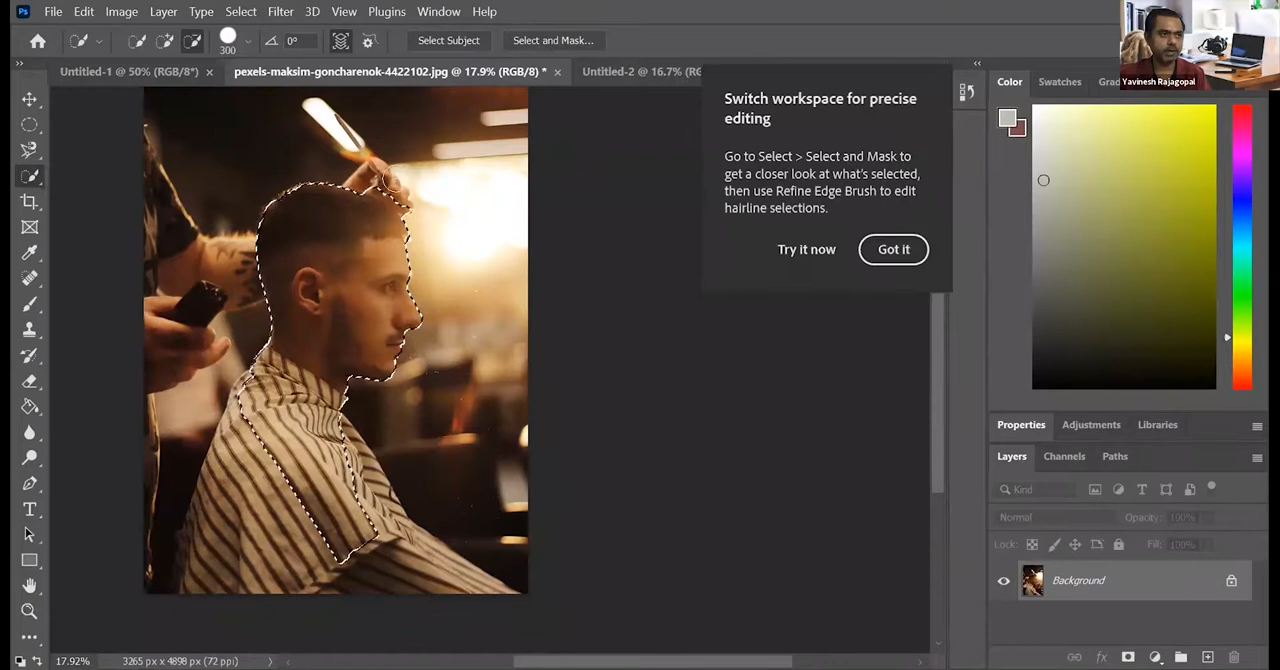 Ps File Edit Image Layer Type Select Filter 3D View Plugins Window Help
300 0° Select Subject Select and Mask...
Untitled-1 @ 50% (RGB/8*) × pexels-maksim-goncharenok-4422102.jpg @ 17.9% (RGB/8) * × Untitled-2 @ 16.7% (RG
Yavinesh Rajagopal
Color Swatches Grad
Switch workspace for precise
editing
Go to Select > Select and Mask to
get a closer look at what's selected,
then use Refine Edge Brush to edit
hairline selections.
Try it now Got it
Properties Adjustments Libraries
Layers Channels Paths
Kind
Normal Opacity: 100%
Lock: Fill: 100%
Background
17.92% 3265 px x 4898 px (72 ppi)